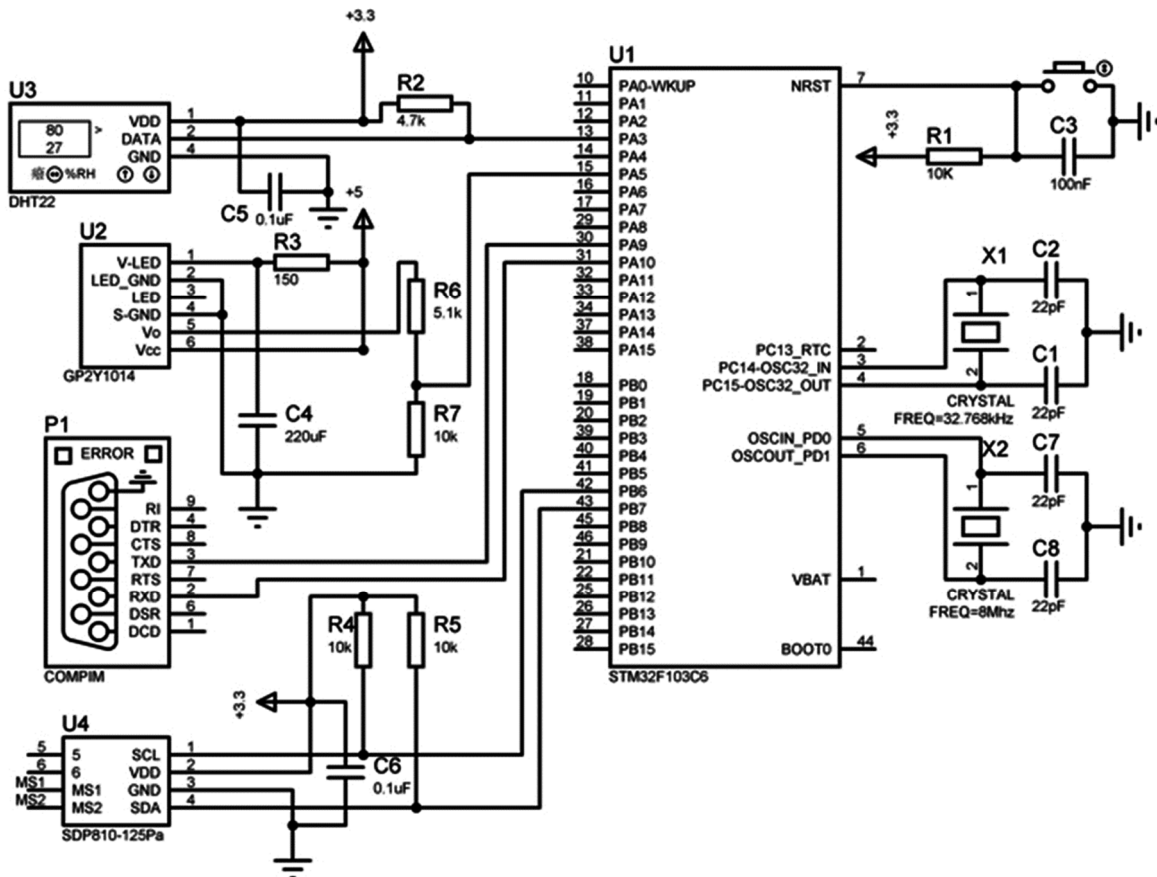 +3.3
U3
80
27
%RH
VDD 1
DATA 2
GND 4
DHT22
R2
4.7k
C5
0.1uF
+5
U2
V-LED 1
LED_GND 2
LED 3
S-GND 4
Vo 5
Vcc 6
GP2Y1014
R3
150
R6
5.1k
R7
10k
C4
220uF
P1
ERROR
RI 9
DTR 4
CTS 8
TXD 3
RTS 7
RXD 2
DSR 6
DCD 1
COMPIM
R4
10k
R5
10k
+3.3
U4
5 5
6 6
MS1 MS1
MS2 MS2
SCL 1
VDD 2
GND 3
SDA 4
SDP810-125Pa
C6
0.1uF
U1
10 PA0-WKUP
11 PA1
12 PA2
13 PA3
14 PA4
15 PA5
16 PA6
17 PA7
29 PA8
30 PA9
31 PA10
32 PA11
33 PA12
34 PA13
37 PA14
38 PA15
18 PB0
19 PB1
20 PB2
39 PB3
40 PB4
41 PB5
42 PB6
43 PB7
45 PB8
46 PB9
21 PB10
22 PB11
25 PB12
26 PB13
27 PB14
28 PB15
NRST 7
PC13_RTC 2
PC14-OSC32_IN 3
PC15-OSC32_OUT 4
OSCIN_PD0 5
OSCOUT_PD1 6
VBAT 1
BOOT0 44
STM32F103C6
+3.3
R1
10K
C3
100nF
X1
1
2
CRYSTAL
FREQ=32.768kHz
C2
22pF
C1
22pF
X2
1
2
CRYSTAL
FREQ=8Mhz
C7
22pF
C8
22pF